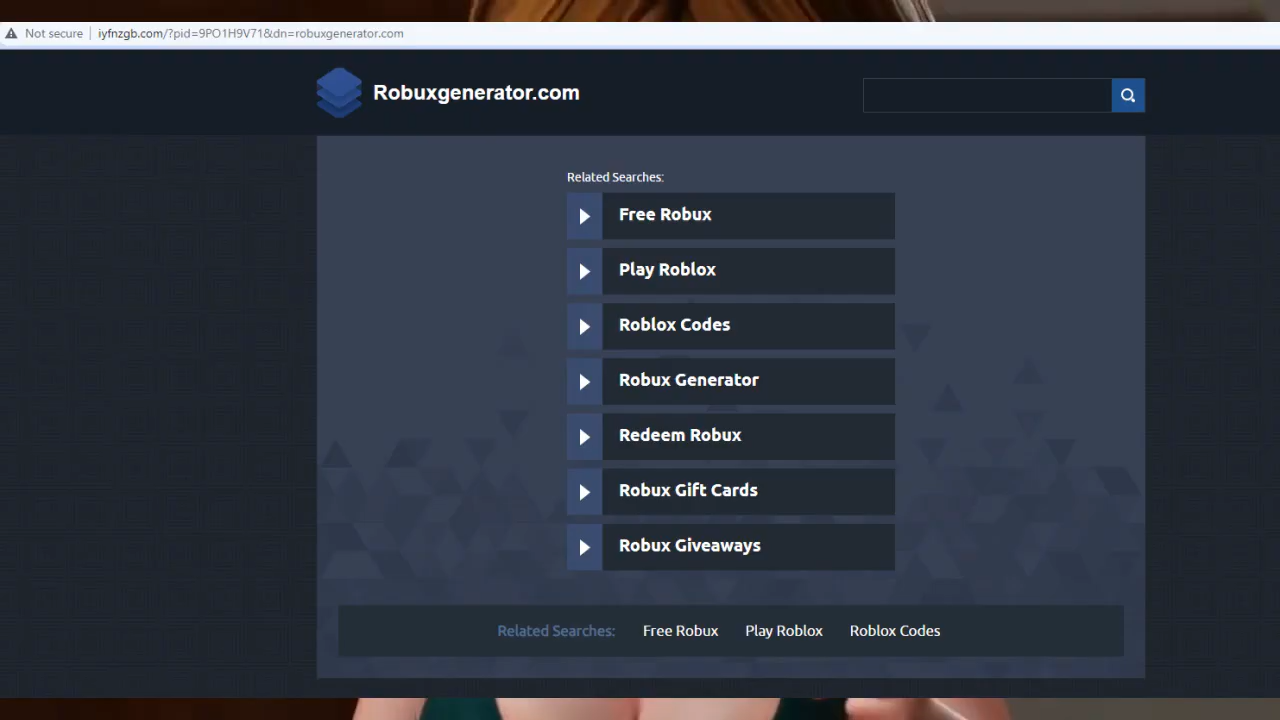 Not secure iyfnzgb.com/?pid=9PO1H9V71&dn=robuxgenerator.com
Robuxgenerator.com
Related Searches:
Free Robux
Play Roblox
Roblox Codes
Robux Generator
Redeem Robux
Robux Gift Cards
Robux Giveaways
Related Searches: Free Robux Play Roblox Roblox Codes